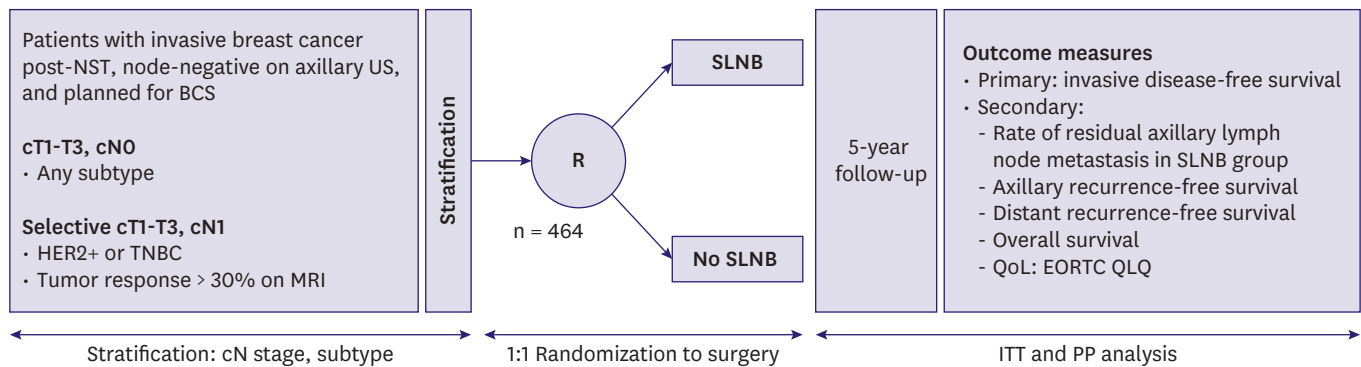 Patients with invasive breast cancer
post-NST, node-negative on axillary US,
and planned for BCS
cT1-T3, cN0
· Any subtype
Selective cT1-T3, cN1
· HER2+ or TNBC
· Tumor response > 30% on MRI
Stratification
R
n = 464
SLNB
No SLNB
5-year
follow-up
Outcome measures
· Primary: invasive disease-free survival
· Secondary:
- Rate of residual axillary lymph
node metastasis in SLNB group
- Axillary recurrence-free survival
- Distant recurrence-free survival
- Overall survival
- QoL: EORTC QLQ
Stratification: cN stage, subtype
1:1 Randomization to surgery
ITT and PP analysis